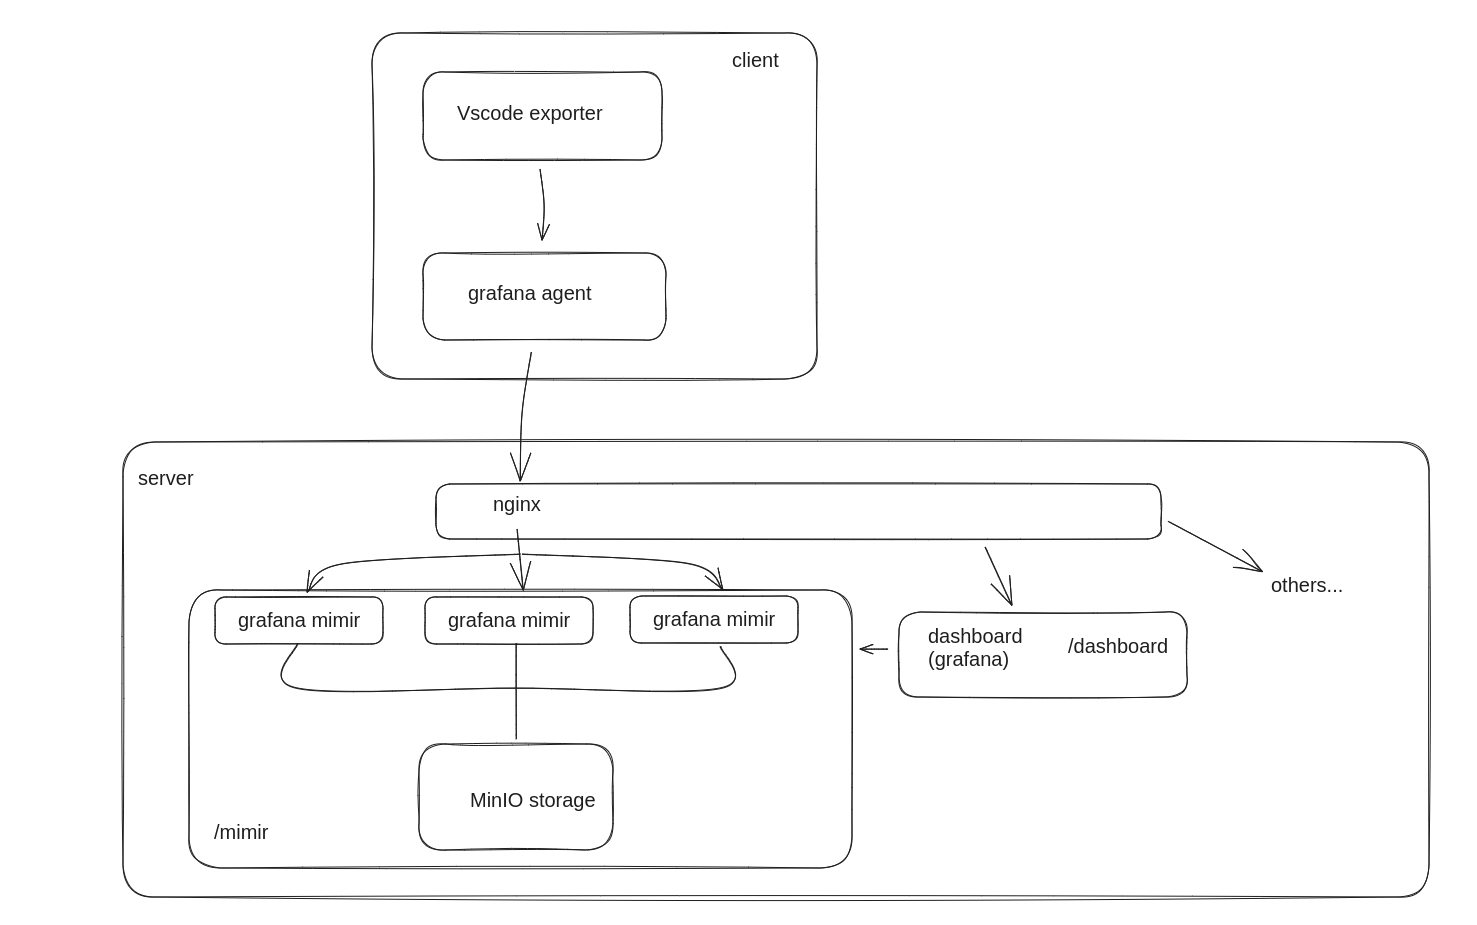 client
Vscode exporter
grafana agent
server
nginx
others...
grafana mimir
grafana mimir
grafana mimir
dashboard
(grafana)
/dashboard
MinIO storage
/mimir